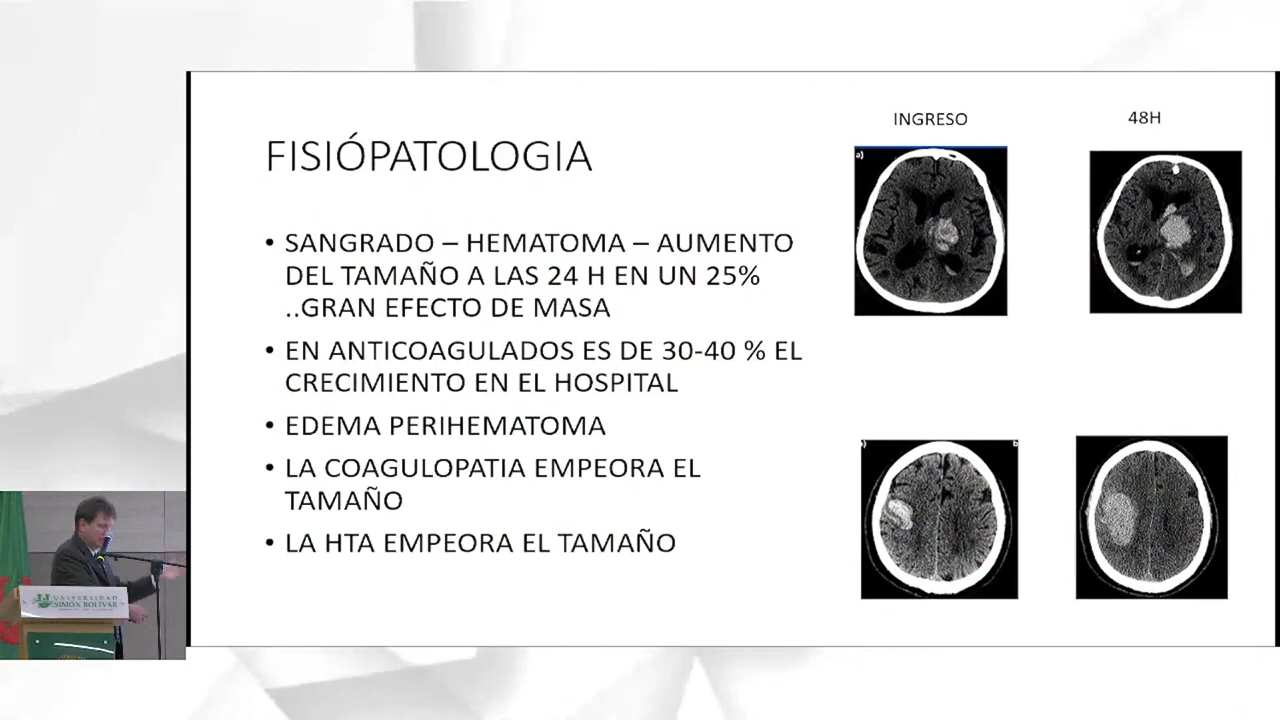 INGRESO
48H
FISIÓPATOLOGIA
• SANGRADO – HEMATOMA – AUMENTO
DEL TAMAÑO A LAS 24 H EN UN 25%
..GRAN EFECTO DE MASA
• EN ANTICOAGULADOS ES DE 30-40 % EL
CRECIMIENTO EN EL HOSPITAL
• EDEMA PERIHEMATOMA
• LA COAGULOPATIA EMPEORA EL
TAMAÑO
• LA HTA EMPEORA EL TAMAÑO
a)
UNIVERSIDAD
SIMÓN BOLÍVAR